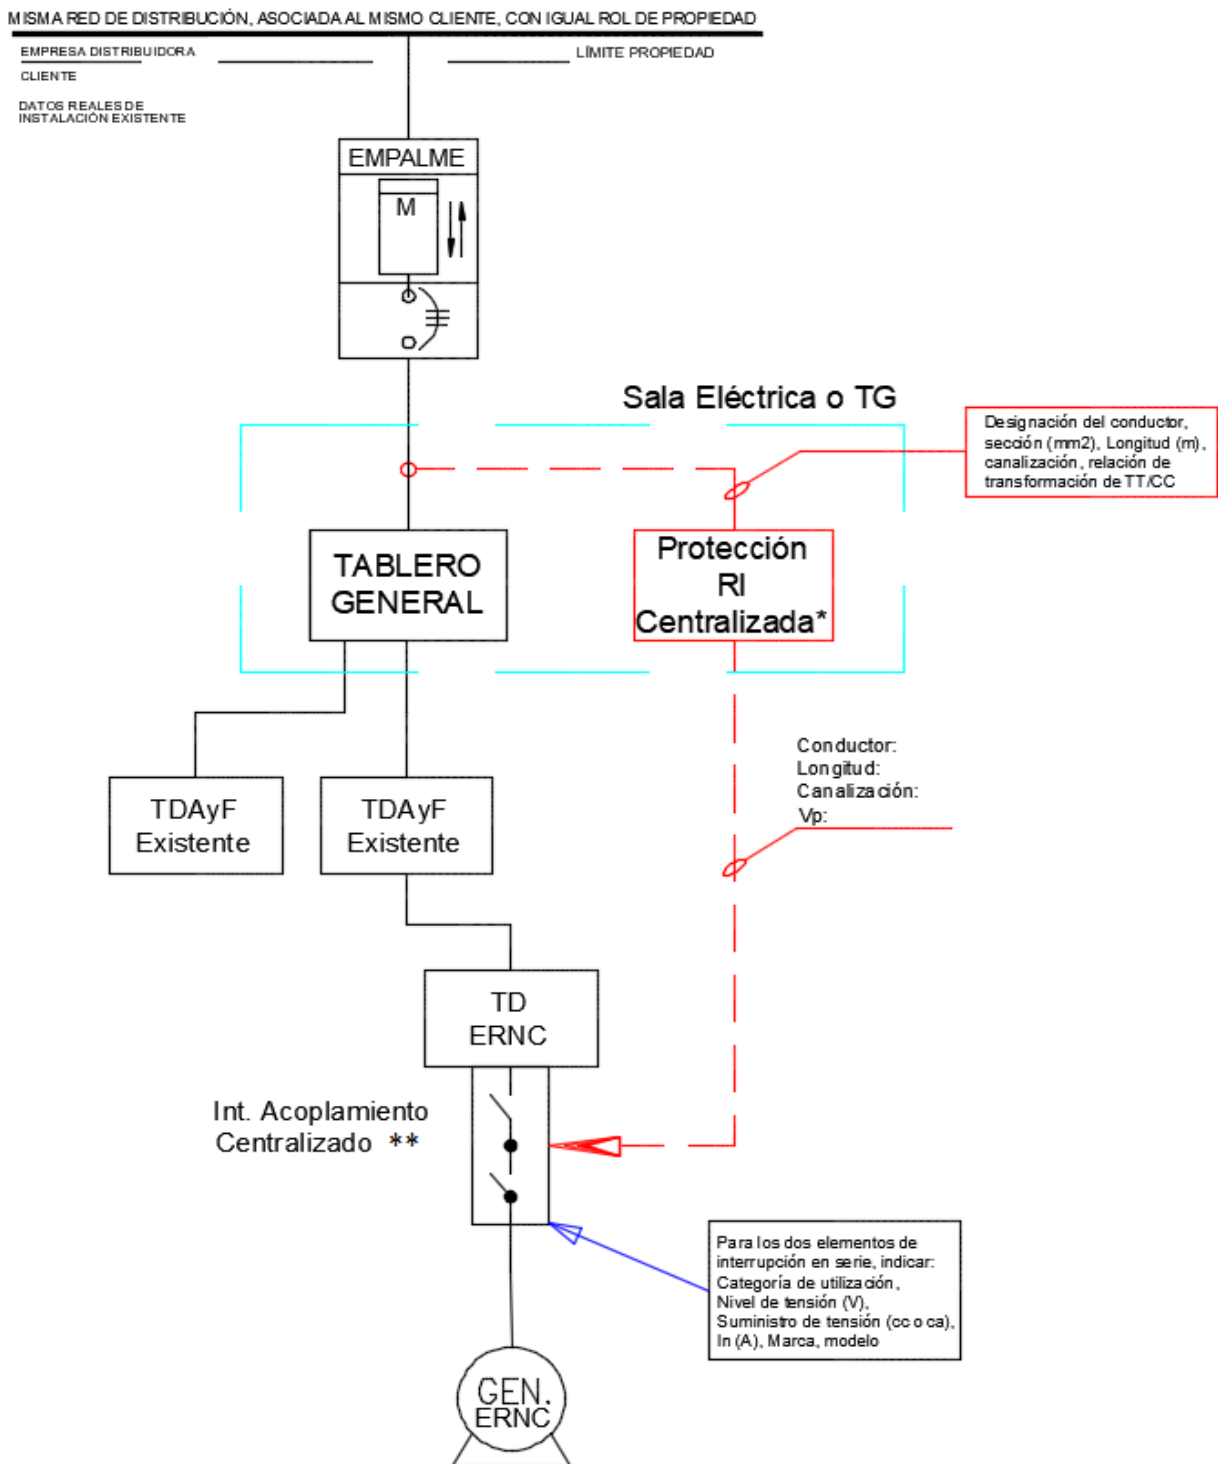 MISMA RED DE DISTRIBUCIÓN, ASOCIADA AL MISMO CLIENTE, CON IGUAL ROL DE PROPIEDAD
EMPRESA DISTRIBUIDORA
LÍMITE PROPIEDAD
CLIENTE
DATOS REALES DE
INSTALACIÓN EXISTENTE
EMPALME
M
Sala Eléctrica o TG
Designación del conductor,
sección (mm2), Longitud (m),
canalización, relación de
transformación de TT/CC
TABLERO
GENERAL
Protección
RI
Centralizada*
Conductor:
Longitud:
Canalización:
Vp:
TDAyF
Existente
TDAyF
Existente
TD
ERNC
Int. Acoplamiento
Centralizado **
Para los dos elementos de
interrupción en serie, indicar:
Categoría de utilización,
Nivel de tensión (V),
Suministro de tensión (cc o ca),
In (A), Marca, modelo
GEN.
ERNC